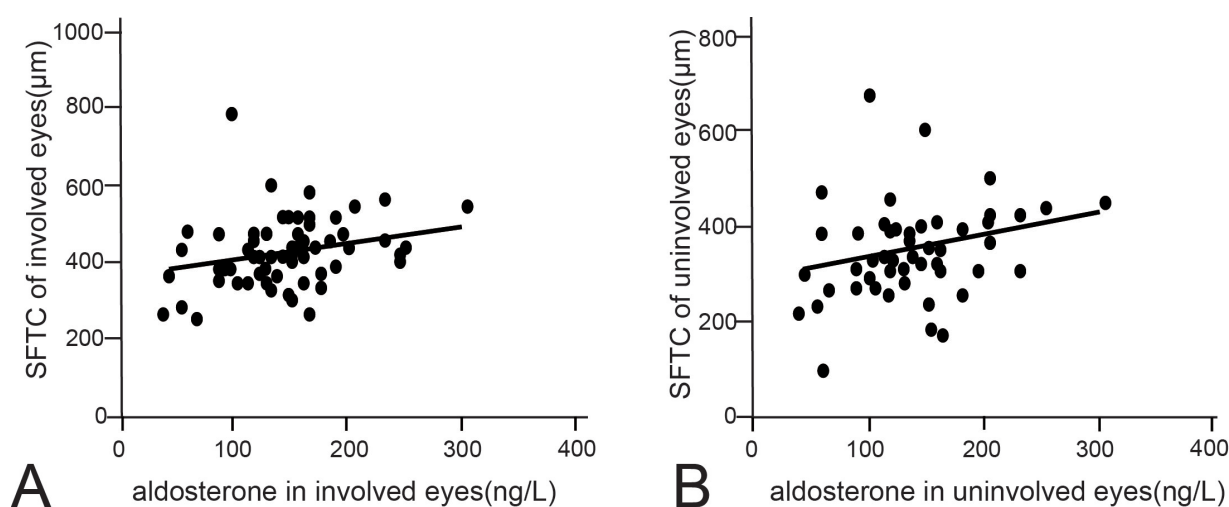 SFTC of involved eyes(μm)
1000
800
600
400
200
0
0 100 200 300 400
aldosterone in involved eyes(ng/L)
A
SFTC of uninvolved eyes(μm)
800
600
400
200
0
0 100 200 300 400
aldosterone in uninvolved eyes(ng/L)
B